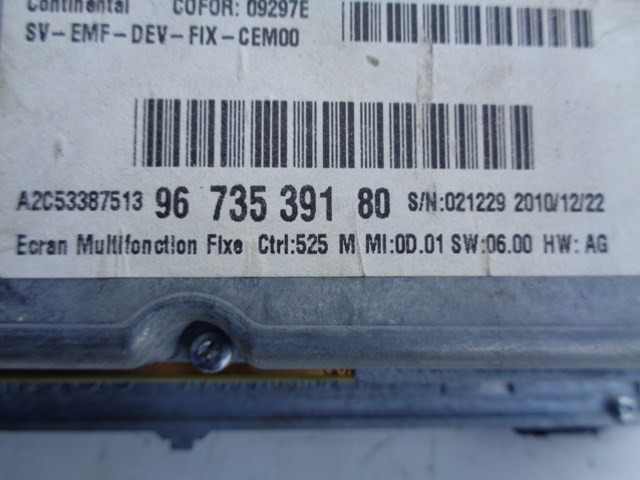 Continental COFOR: 09297E
SV-EMF-DEV-FIX-CEM00
A2C53387513 96 735 391 80 S/N:021229 2010/12/22
Ecran Multifonction Fixe Ctrl:525 M MI:0D.01 SW:06.00 HW: AG